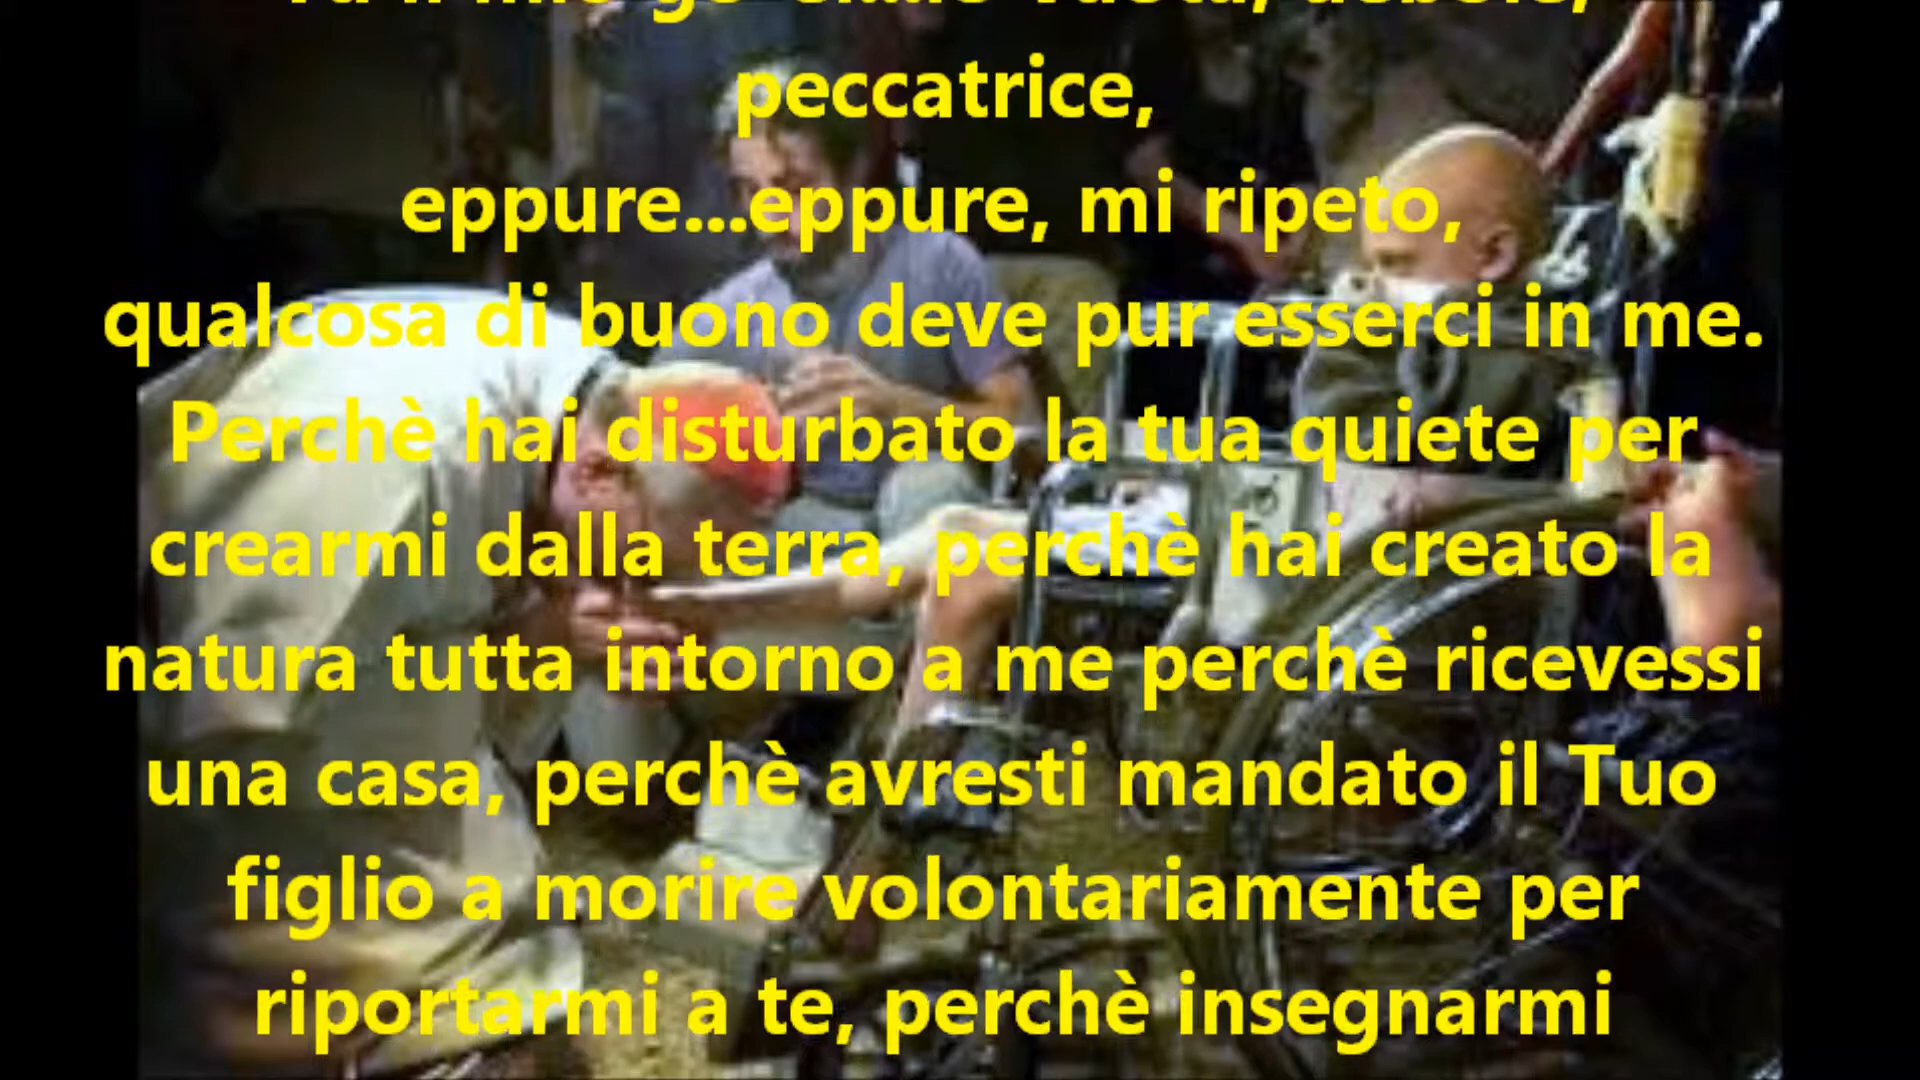 peccatrice,
eppure...eppure, mi ripeto,
qualcosa di buono deve pur esserci in me.
Perchè hai disturbato la tua quiete per
crearmi dalla terra, perchè hai creato la
natura tutta intorno a me perchè ricevessi
una casa, perchè avresti mandato il Tuo
figlio a morire volontariamente per
riportarmi a te, perchè insegnarmi